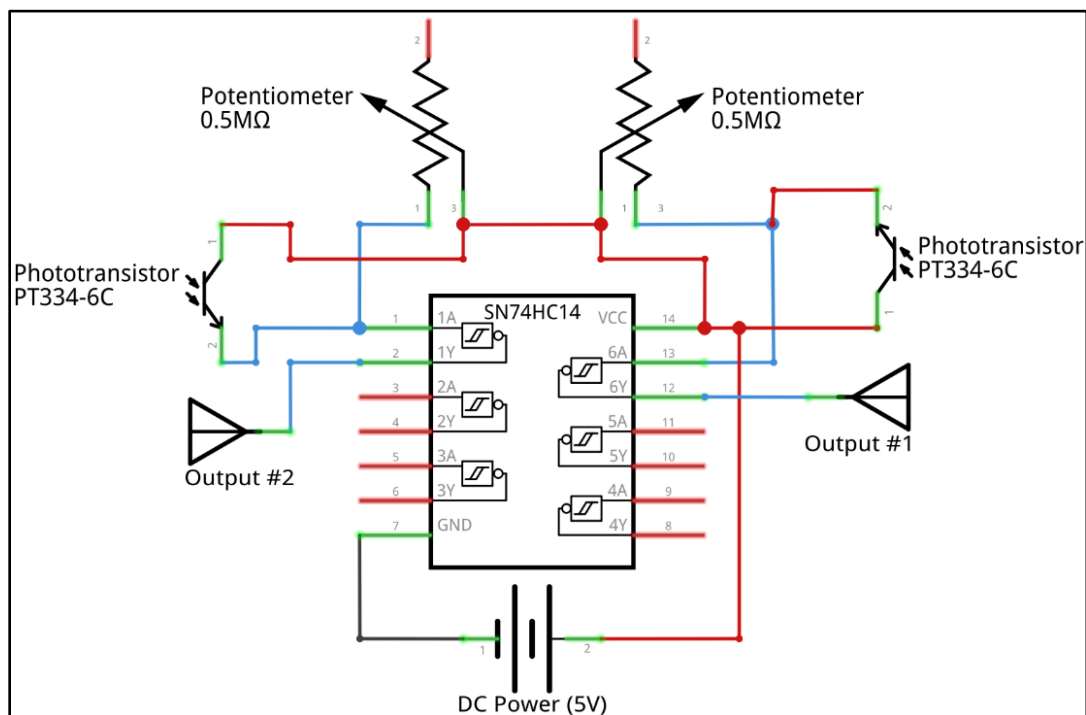 2
2
Potentiometer
0.5MΩ
Potentiometer
0.5MΩ
1
3
1
3
1
2
Phototransistor
PT334-6C
Phototransistor
PT334-6C
2
1
SN74HC14
1
1A
VCC
14
2
1Y
6A
13
3
2A
6Y
12
4
2Y
5A
11
5
3A
5Y
10
6
3Y
4A
9
7
GND
4Y
8
Output #2
Output #1
1
2
DC Power (5V)